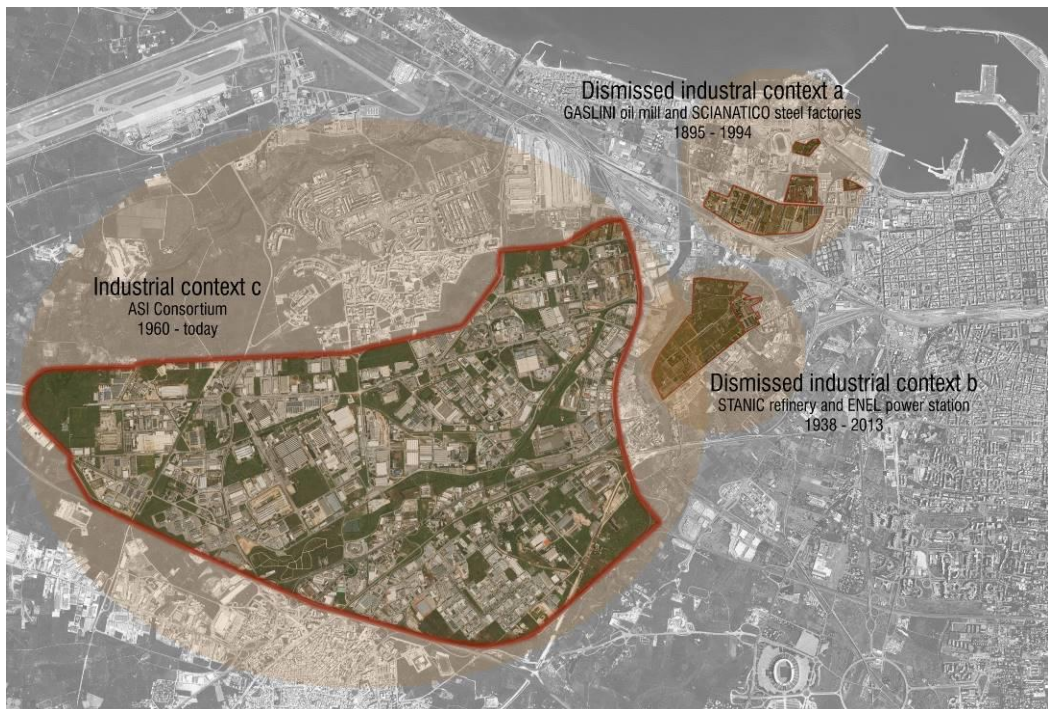 Dismissed industral context a
GASLINI oil mill and SCIANATICO steel factories
1895 - 1994
Industrial context c
ASI Consortium
1960 - today
Dismissed industrial context b
STANIC refinery and ENEL power station
1938 - 2013